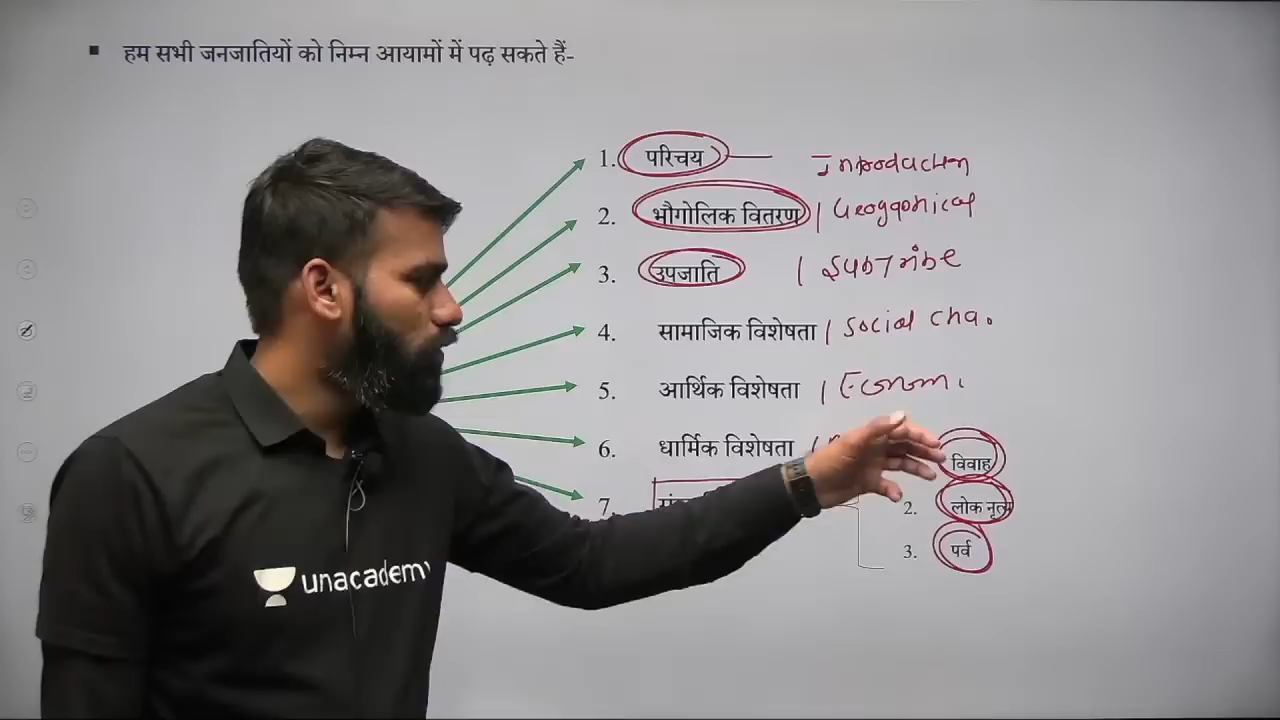 ▪ हम सभी जनजातियों को निम्न आयामों में पढ़ सकते हैं-
1. परिचय — Introduction
2. भौगोलिक वितरण |
3. उपजाति | Subtribe
4. सामाजिक विशेषता | Social cha.
5. आर्थिक विशेषता | Econom.
6. धार्मिक विशेषता |
विवाह
7.
2. लोक नृत्य
3. पर्व
unacademy